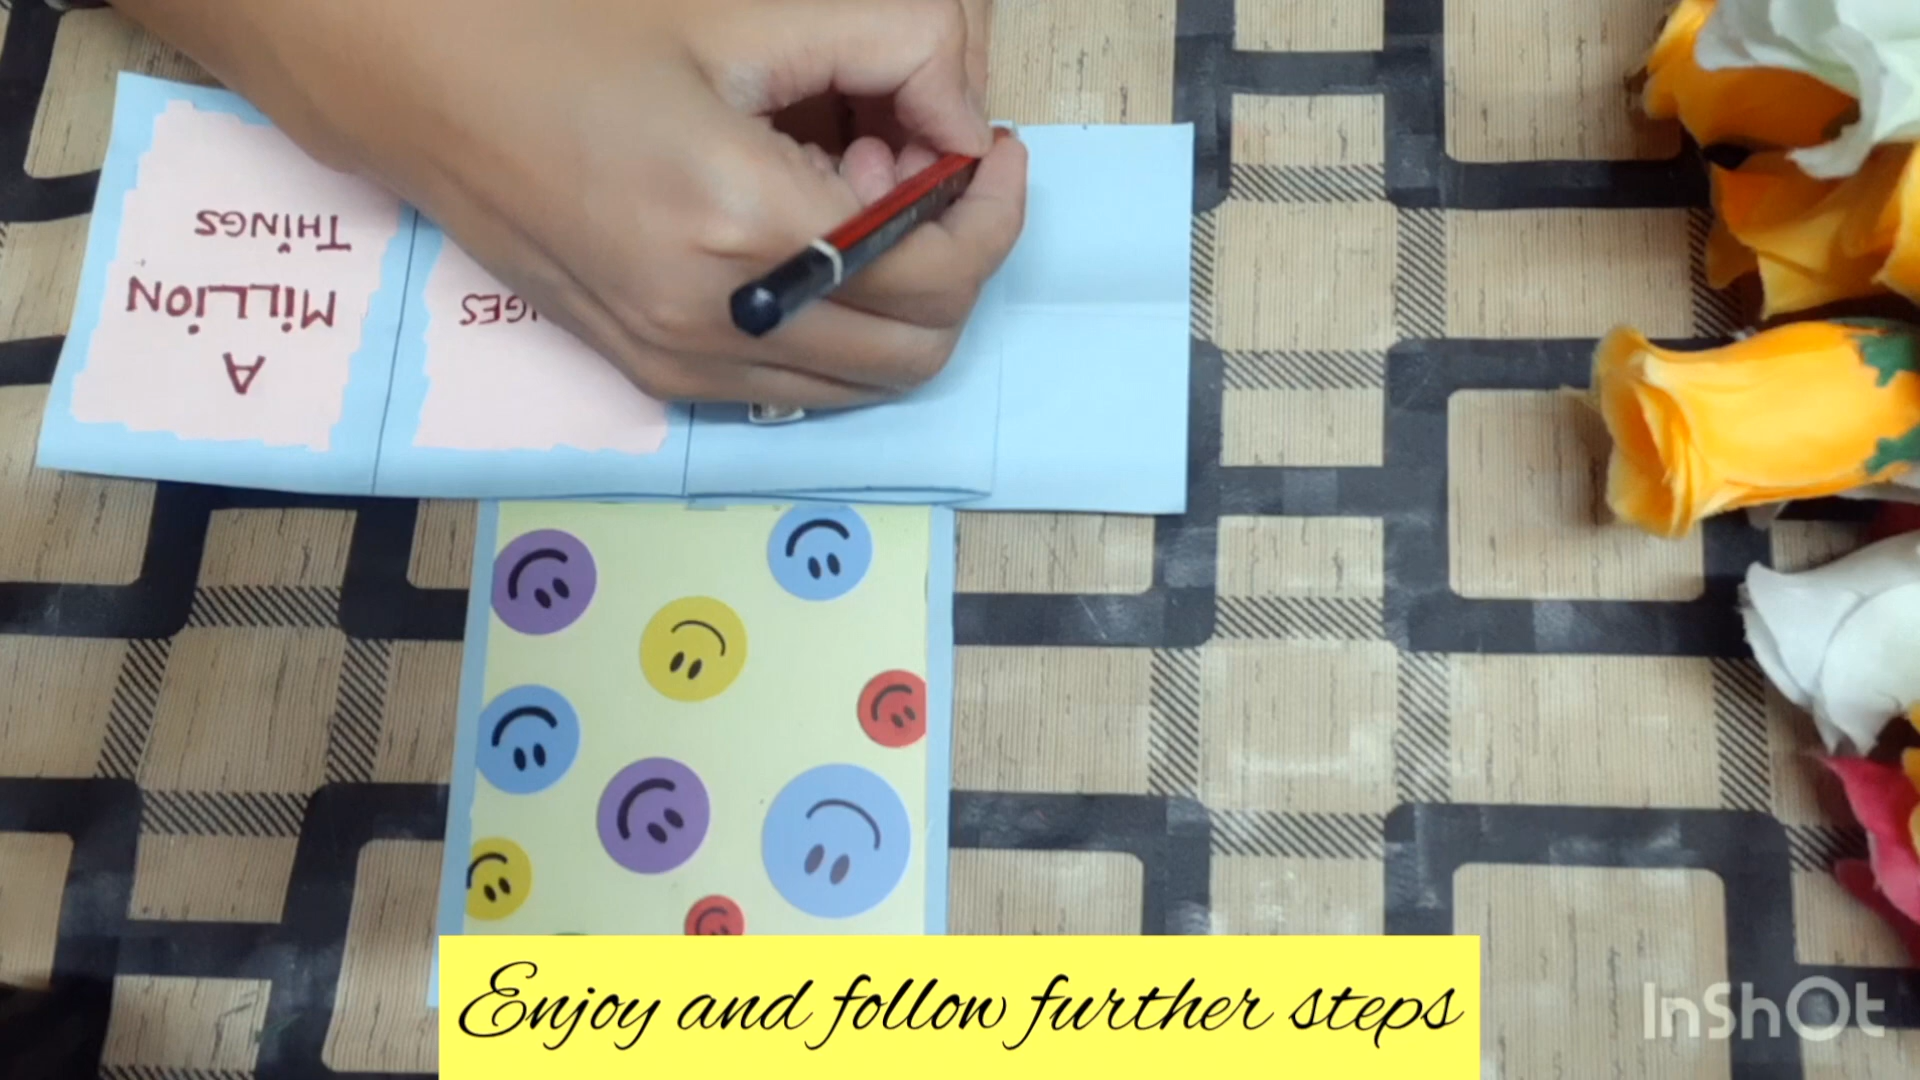 A
MiLLiON
THiNGS
Enjoy and follow further steps
InShOt